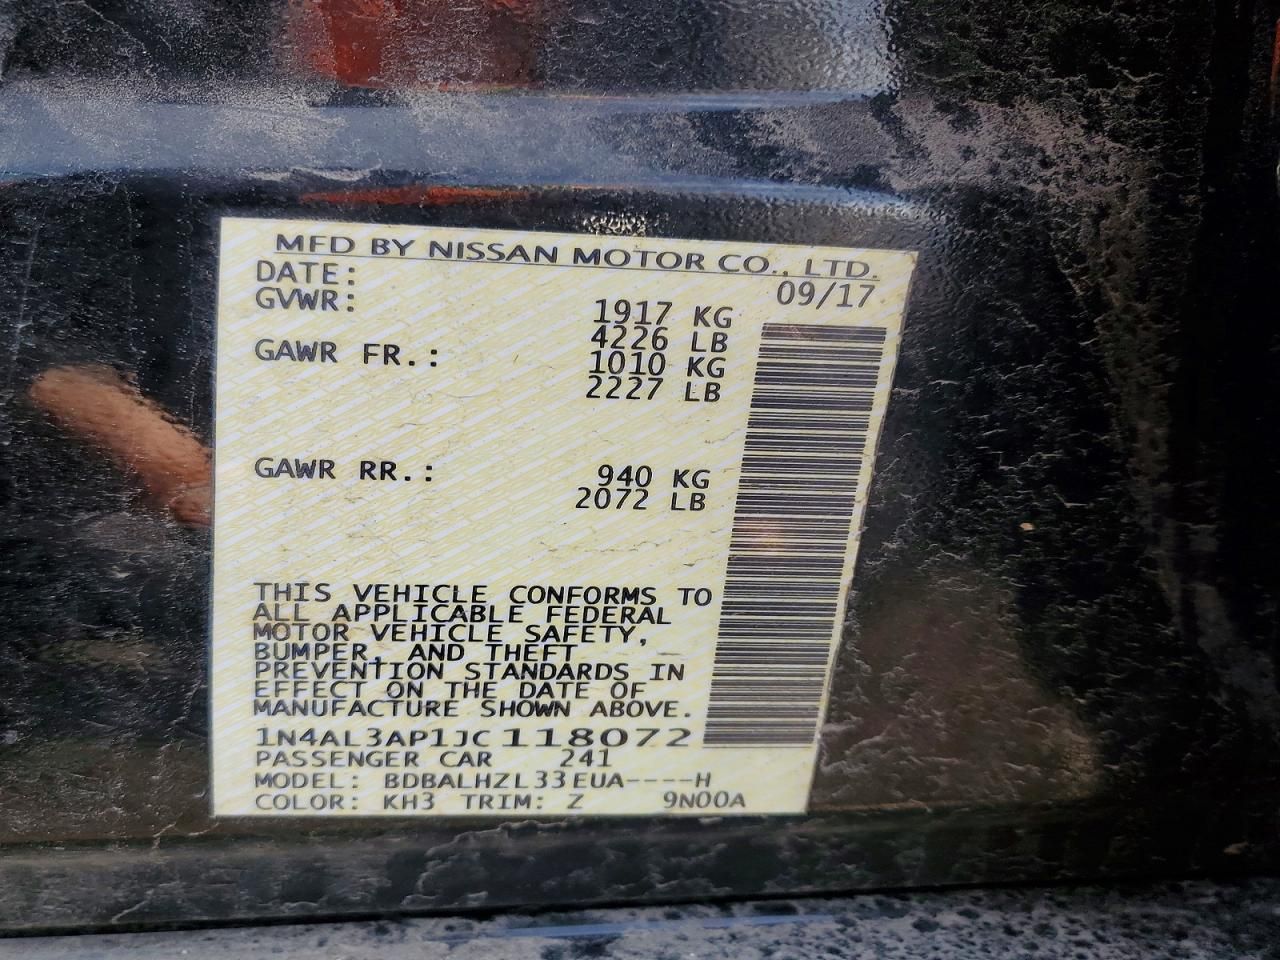 MFD BY NISSAN MOTOR CO., LTD.
DATE: 09/17
GVWR: 1917 KG
4226 LB
GAWR FR.: 1010 KG
2227 LB
GAWR RR.: 940 KG
2072 LB
THIS VEHICLE CONFORMS TO
ALL APPLICABLE FEDERAL
MOTOR VEHICLE SAFETY,
BUMPER, AND THEFT
PREVENTION STANDARDS IN
EFFECT ON THE DATE OF
MANUFACTURE SHOWN ABOVE.
1N4AL3AP1JC118072
PASSENGER CAR 241
MODEL: BDBALHZL33EUA----H
COLOR: KH3 TRIM: Z 9N00A